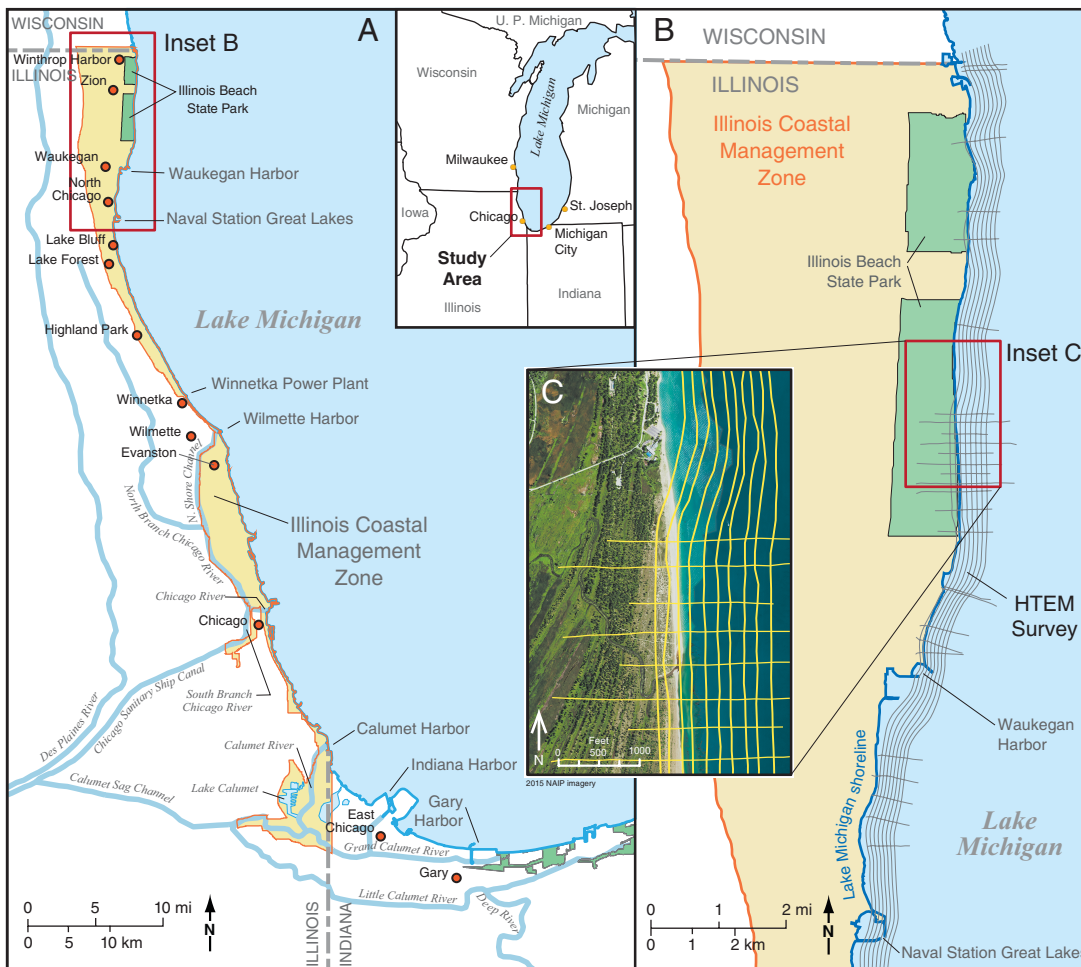 WISCONSIN
Winthrop Harbor
ILLINOIS
Zion
Inset B
Illinois Beach
State Park
Waukegan
North
Chicago
Waukegan Harbor
Naval Station Great Lakes
Lake Bluff
Lake Forest
Highland Park
Lake Michigan
Winnetka Power Plant
Winnetka
Wilmette Harbor
Wilmette
Evanston
N. Shore Channel
North Branch Chicago River
Illinois Coastal
Management
Zone
Chicago River
Chicago
South Branch
Chicago River
Des Plaines River
Chicago Sanitary Ship Canal
Calumet Harbor
Calumet River
Lake Calumet
Calumet Sag Channel
Indiana Harbor
East
Chicago
Gary
Harbor
Grand Calumet River
Gary
Little Calumet River
Deep River
ILLINOIS
INDIANA
0 5 10 mi
0 5 10 km
N
A
U. P. Michigan
Wisconsin
Lake Michigan
Michigan
Milwaukee
Iowa
Chicago
St. Joseph
Michigan
City
Study
Area
Illinois
Indiana
B
WISCONSIN
ILLINOIS
Illinois Coastal
Management
Zone
Illinois Beach
State Park
Inset C
C
Feet
0 500 1000
N
2015 NAIP imagery
HTEM
Survey
Waukegan
Harbor
Lake Michigan shoreline
Lake
Michigan
0 1 2 mi
0 1 2 km
N
Naval Station Great Lakes